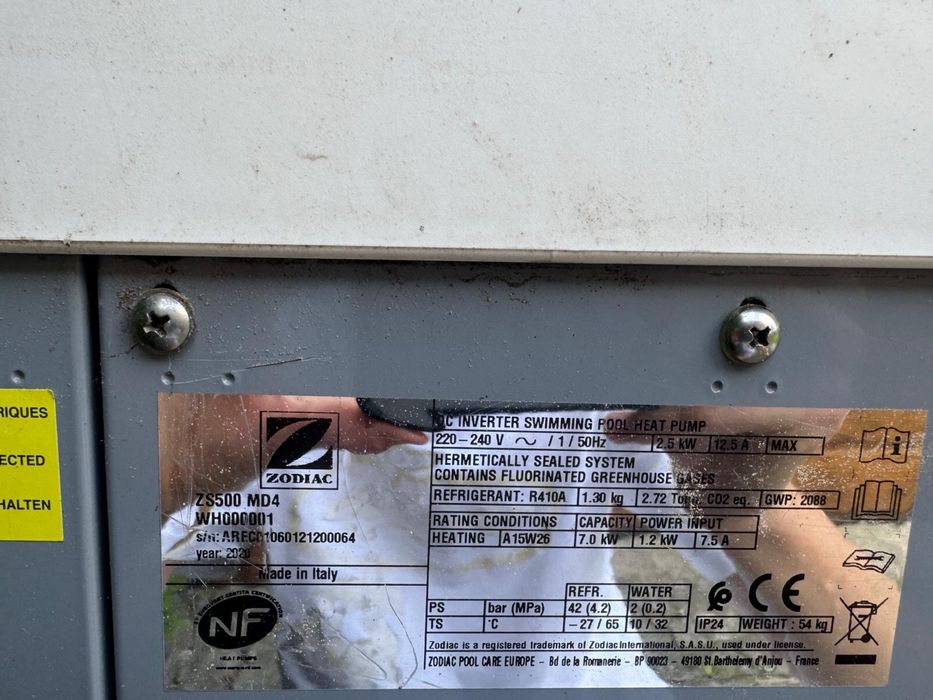 RIQUES
ECTED
HALTEN
ZODIAC
ZS500 MD4
WH000001
year: 2020
Made in Italy
NF
HEAT PUMPS
INVERTER SWIMMING POOL HEAT PUMP
220-240 V ~ / 1 / 50Hz 2.5 kW 12.5 A MAX
HERMETICALLY SEALED SYSTEM
CONTAINS FLUORINATED GREENHOUSE GASES
REFRIGERANT: R410A 1.30 kg 2.72 Ton. CO2 eq. GWP: 2088
RATING CONDITIONS CAPACITY POWER INPUT
HEATING A15W26 7.0 kW 1.2 kW 7.5 A
REFR. WATER
PS bar (MPa) 42 (4.2) 2 (0.2)
TS °C -27 / 65 10 / 32
CE
IP24 WEIGHT: 54 kg
Zodiac is a registered trademark of Zodiac International, S.A.S.U., used under license.
ZODIAC POOL CARE EUROPE - Bd de la Romanerie - BP 90023 - 49180 St. Barthelemy d'Anjou - France